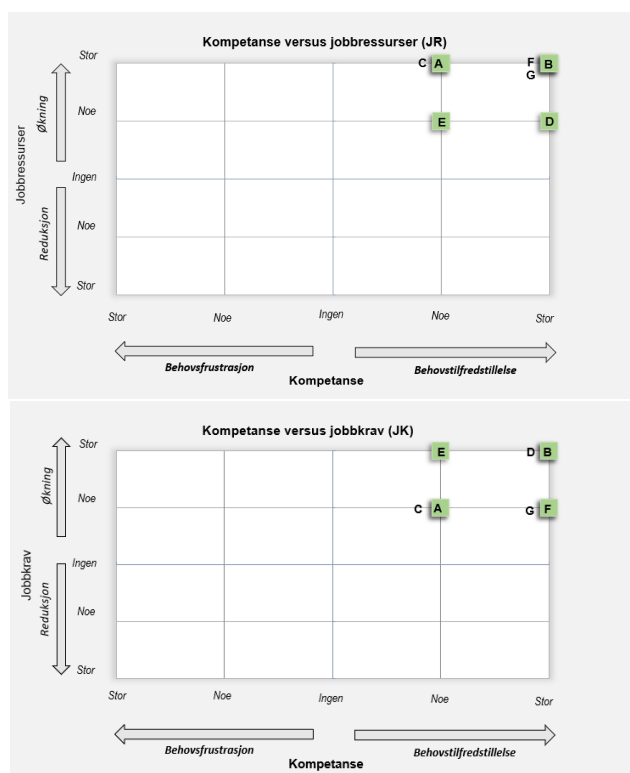 Kompetanse versus jobbressurser (JR)
Stor
C A
F B
G
Noe
E
D
Ingen
Noe
Stor
Økning
Reduksjon
Jobbressurser
Stor Noe Ingen Noe Stor
Behovsfrustrasjon Behovstilfredstillelse
Kompetanse
Kompetanse versus jobbkrav (JK)
Stor
E
D B
Noe
C A
G F
Ingen
Noe
Stor
Økning
Reduksjon
Jobbkrav
Stor Noe Ingen Noe Stor
Behovsfrustrasjon Behovstilfredstillelse
Kompetanse